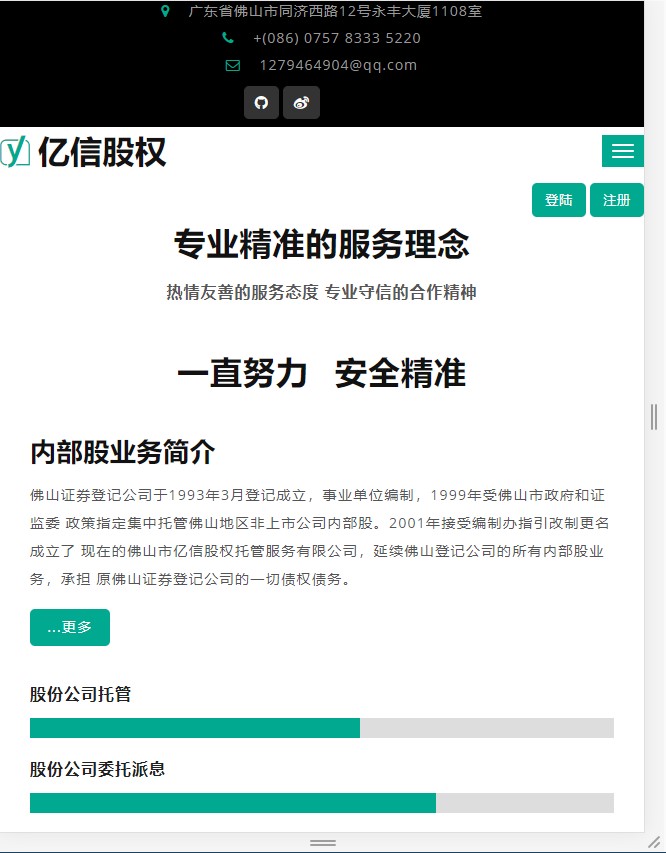 广东省佛山市同济西路12号永丰大厦1108室
+(086) 0757 8333 5220
1279464904@qq.com
y 亿信股权
登陆 注册
专业精准的服务理念
热情友善的服务态度 专业守信的合作精神
一直努力 安全精准
内部股业务简介
佛山证券登记公司于1993年3月登记成立，事业单位编制，1999年受佛山市政府和证
监委 政策指定集中托管佛山地区非上市公司内部股。2001年接受编制办指引改制更名
成立了 现在的佛山市亿信股权托管服务有限公司，延续佛山登记公司的所有内部股业
务，承担 原佛山证券登记公司的一切债权债务。
...更多
股份公司托管
股份公司委托派息